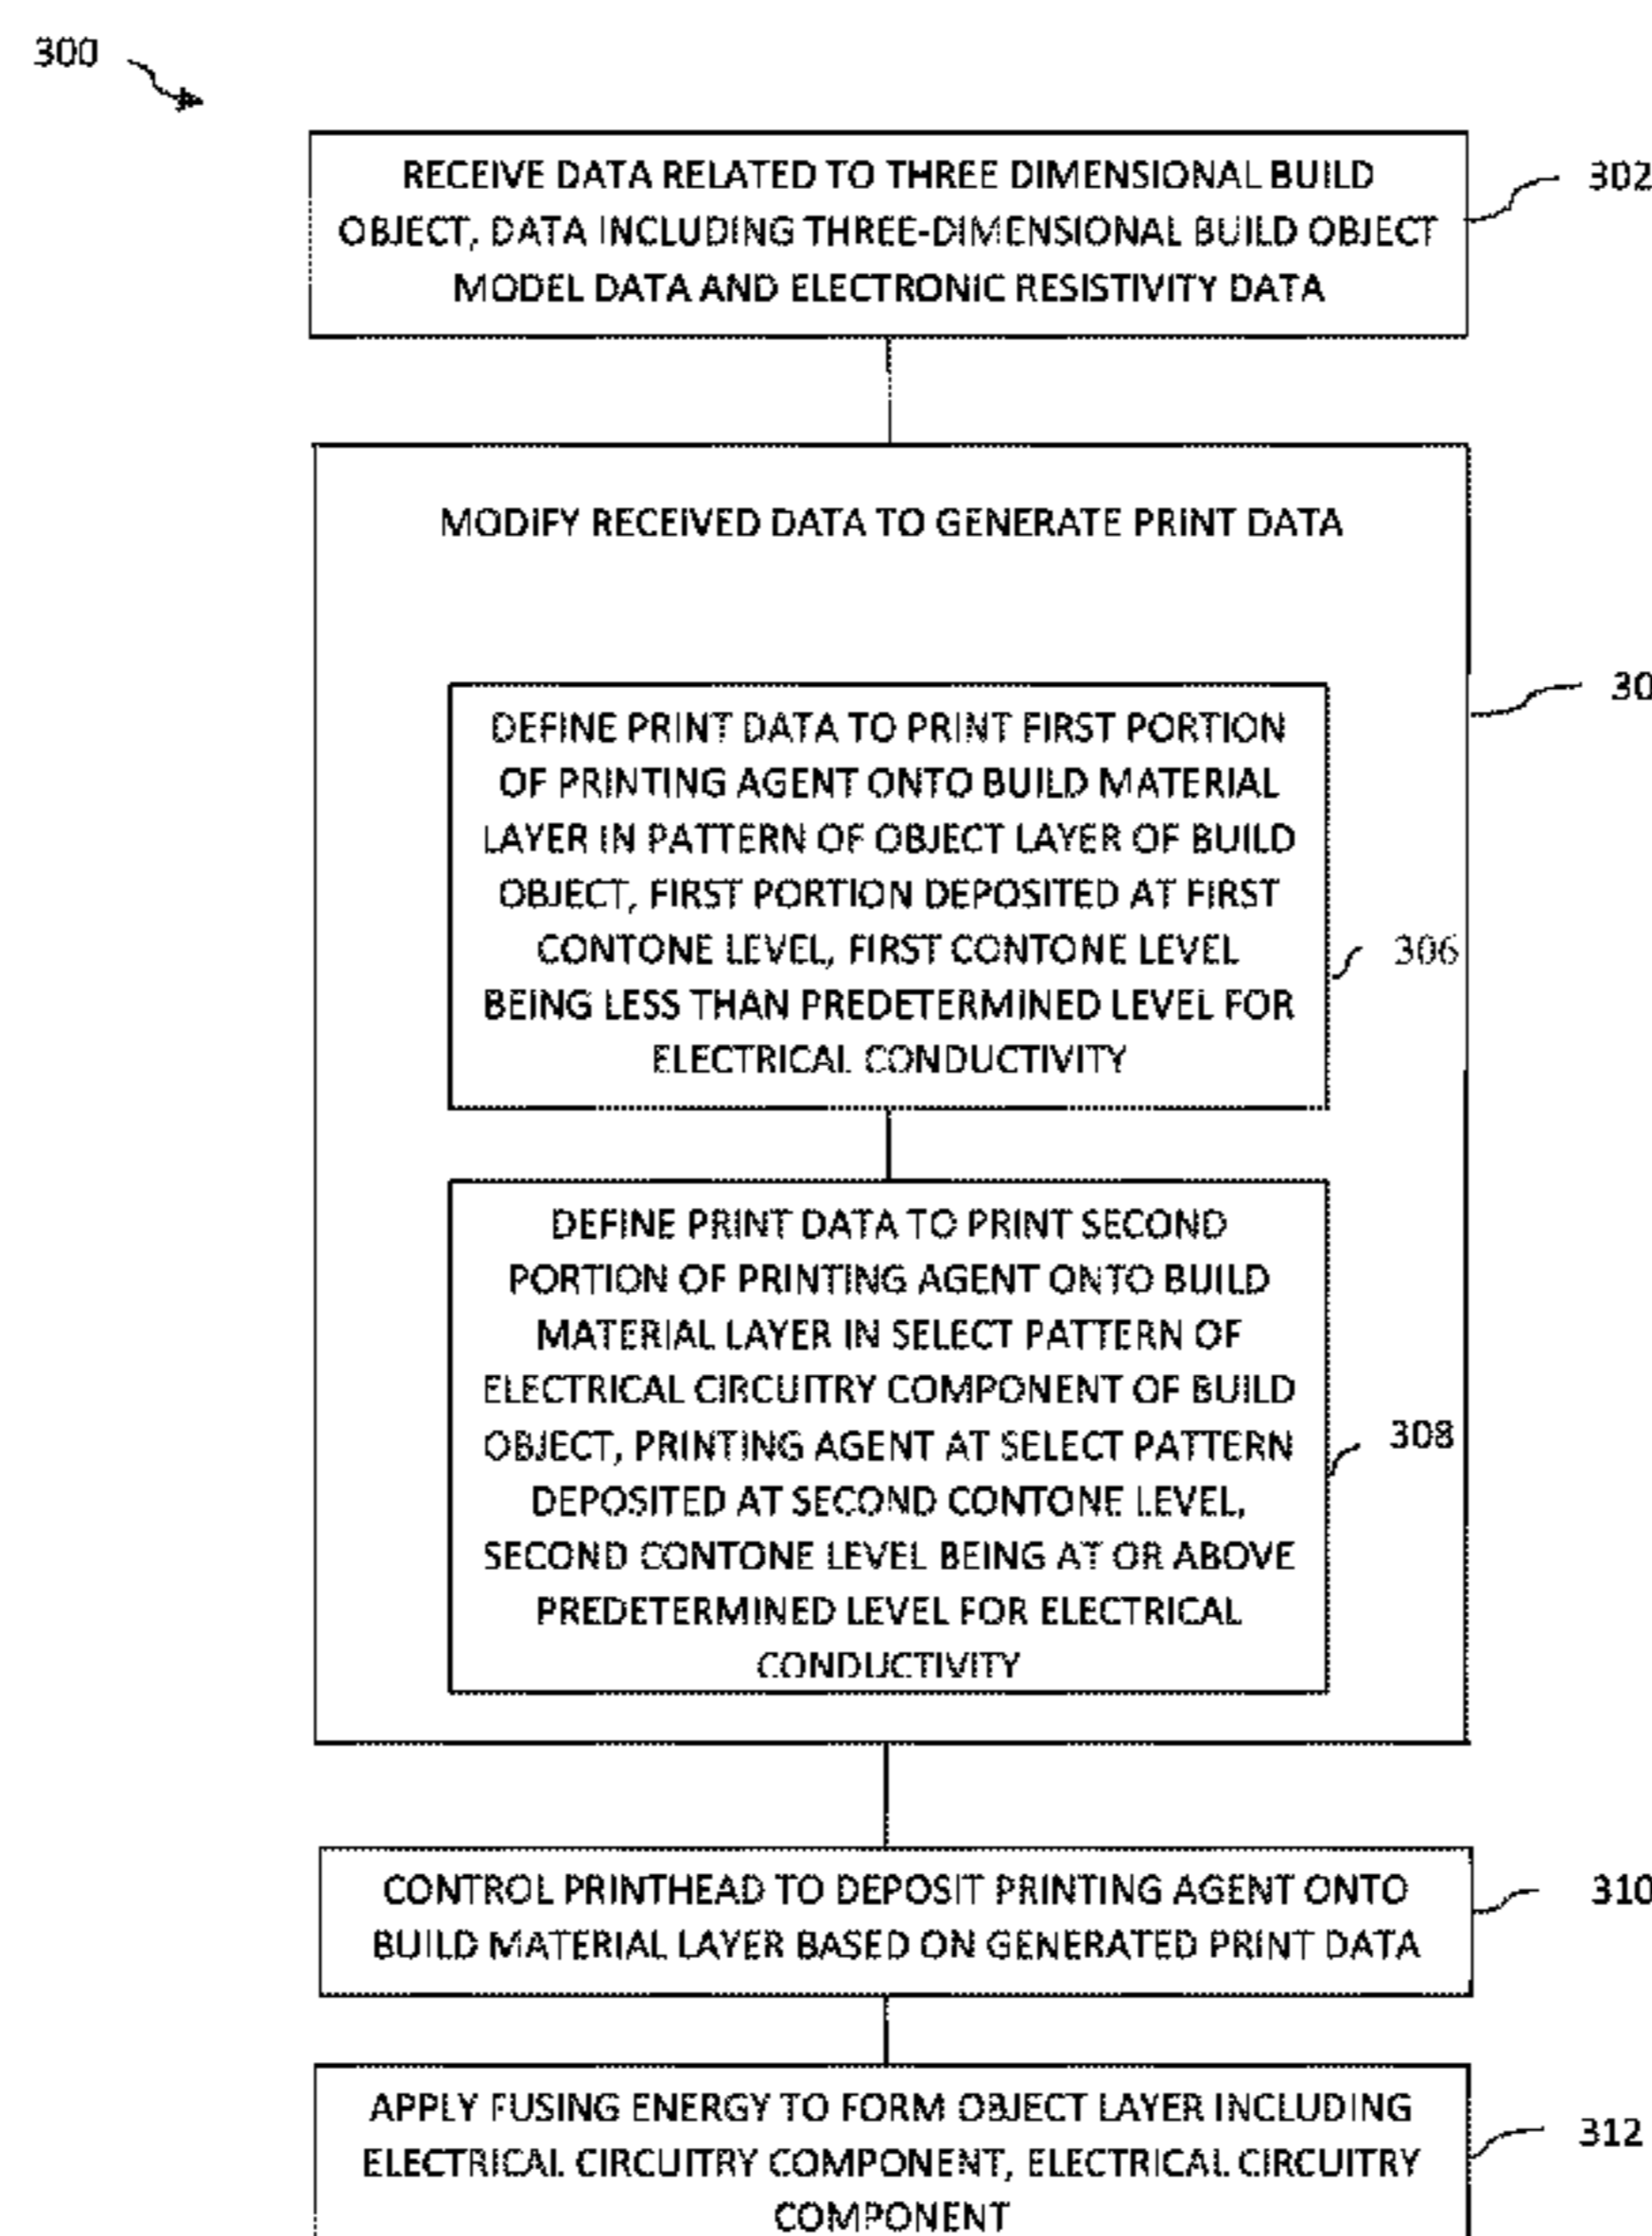 300
RECEIVE DATA RELATED TO THREE DIMENSIONAL BUILD
OBJECT, DATA INCLUDING THREE-DIMENSIONAL BUILD OBJECT
MODEL DATA AND ELECTRONIC RESISTIVITY DATA
302
MODIFY RECEIVED DATA TO GENERATE PRINT DATA
30
DEFINE PRINT DATA TO PRINT FIRST PORTION
OF PRINTING AGENT ONTO BUILD MATERIAL
LAYER IN PATTERN OF OBJECT LAYER OF BUILD
OBJECT, FIRST PORTION DEPOSITED AT FIRST
CONTONE LEVEL, FIRST CONTONE LEVEL
BEING LESS THAN PREDETERMINED LEVEL FOR
ELECTRICAL CONDUCTIVITY
306
DEFINE PRINT DATA TO PRINT SECOND
PORTION OF PRINTING AGENT ONTO BUILD
MATERIAL LAYER IN SELECT PATTERN OF
ELECTRICAL CIRCUITRY COMPONENT OF BUILD
OBJECT, PRINTING AGENT AT SELECT PATTERN
DEPOSITED AT SECOND CONTONE LEVEL,
SECOND CONTONE LEVEL BEING AT OR ABOVE
PREDETERMINED LEVEL FOR ELECTRICAL
CONDUCTIVITY
308
CONTROL PRINTHEAD TO DEPOSIT PRINTING AGENT ONTO
BUILD MATERIAL LAYER BASED ON GENERATED PRINT DATA
310
APPLY FUSING ENERGY TO FORM OBJECT LAYER INCLUDING
ELECTRICAL CIRCUITRY COMPONENT, ELECTRICAL CIRCUITRY
COMPONENT
312